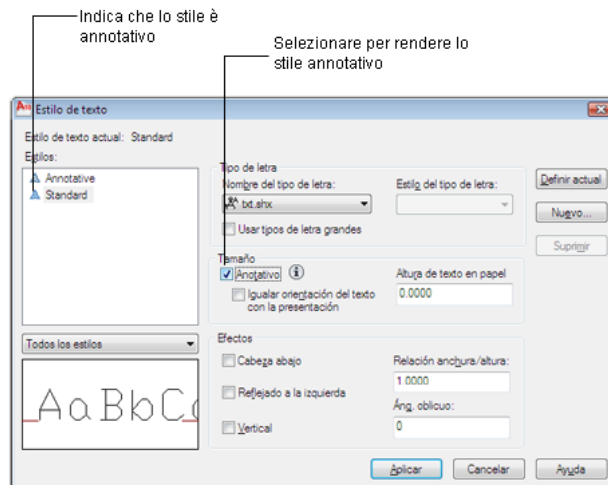 Indica che lo stile è
annotativo
Selezionare per rendere lo
stile annotativo
Estilo de texto
Estilo de texto actual: Standard
Estilos:
Annotative
Standard
Todos los estilos
AaBbC
Tipo de letra
Nombre del tipo de letra:
Estilo del tipo de letra:
txt.shx
Usar tipos de letra grandes
Tamaño
Anotativo
Igualar orientación del texto
con la presentación
Altura de texto en papel
0.0000
Efectos
Cabeza abajo
Reflejado a la izquierda
Vertical
Relación anchura/altura:
1.0000
Áng. oblicuo:
0
Definir actual
Nuevo...
Suprimir
Aplicar
Cancelar
Ayuda